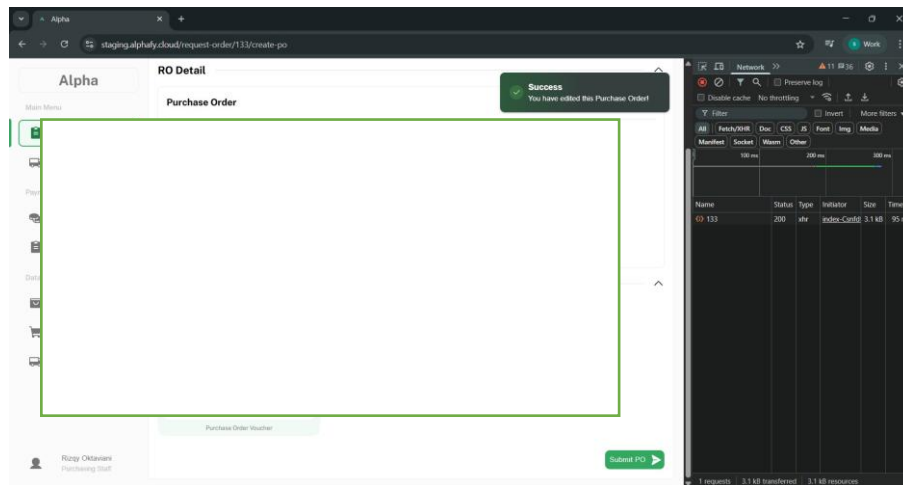 Alpha
staging.alphafy.cloud/request-order/133/create-po
Work
Alpha
Main Menu
Data
Rizqy Oktaviani
Purchasing Staff
RO Detail
Purchase Order
Success
You have edited this Purchase Order!
Purchase Order Voucher
Submit PO
Network
11
36
Preserve log
Disable cache
No throttling
Filter
Invert
More filters
All
Fetch/XHR
Doc
CSS
JS
Font
Img
Media
Manifest
Socket
Wasm
Other
100 ms
200 ms
300 ms
Name
Status
Type
Initiator
Size
Time
133
200
xhr
3.1 kB
1 requests
3.1 kB transferred
3.1 kB resources